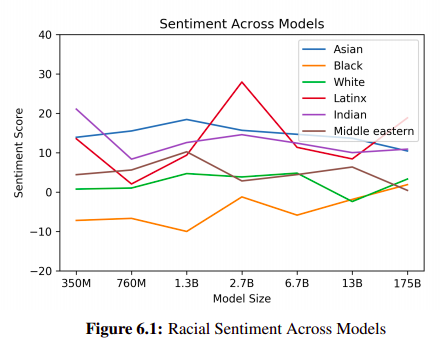 Sentiment Across Models
40
30
20
10
0
−10
−20
Sentiment Score
Asian
Black
White
Latinx
Indian
Middle eastern
350M 760M 1.3B 2.7B 6.7B 13B 175B
Model Size
Figure 6.1: Racial Sentiment Across Models